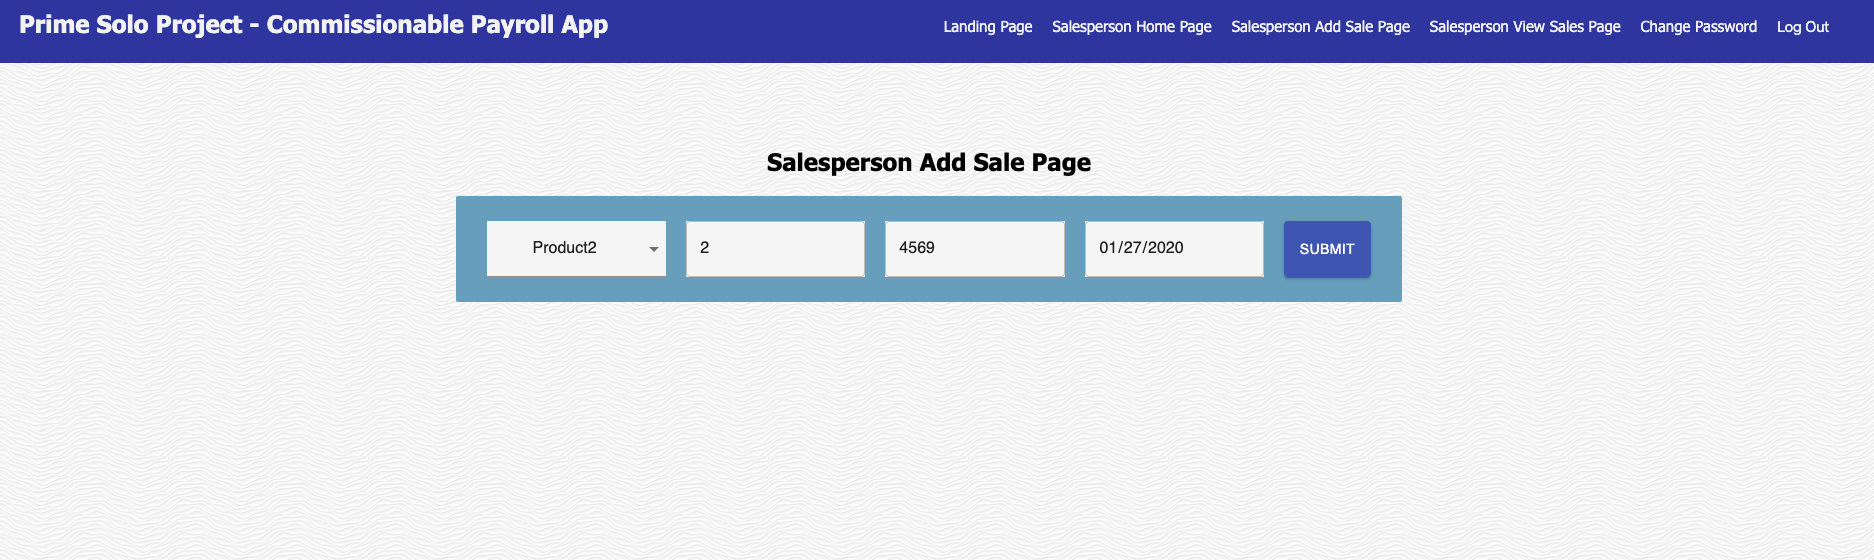 Prime Solo Project - Commissionable Payroll App
Landing Page Salesperson Home Page Salesperson Add Sale Page Salesperson View Sales Page Change Password Log Out
Salesperson Add Sale Page
Product2 2 4569 01/27/2020 SUBMIT